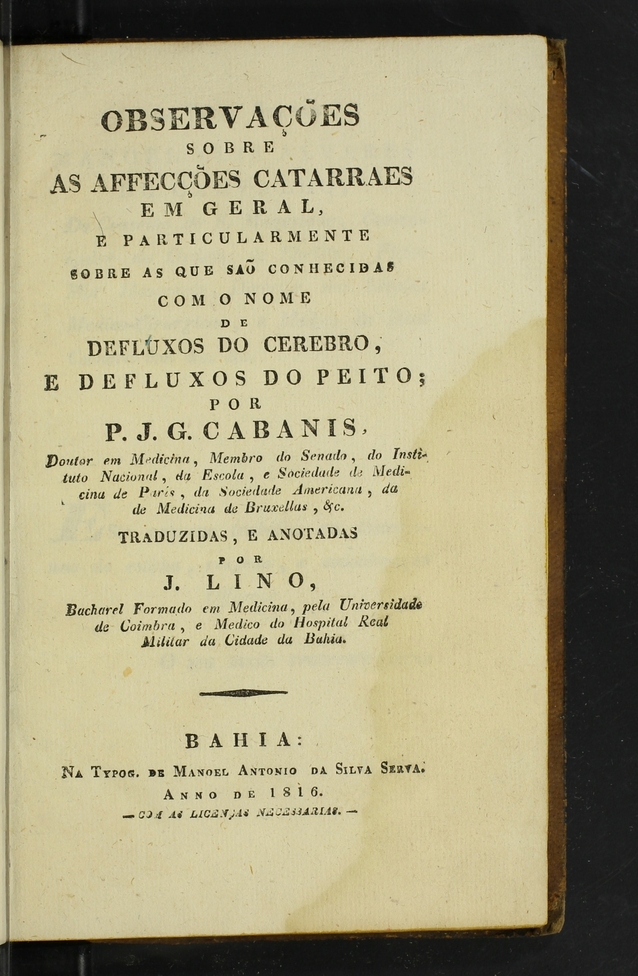 OBSERVAÇÕES
SOBRE
AS AFFECÇÕES CATARRAES
EM GERAL,
E PARTICULARMENTE
SOBRE AS QUE SAÕ CONHECIDAS
COM O NOME
DE
DEFLUXOS DO CEREBRO,
E DEFLUXOS DO PEITO;
POR
P. J. G. CABANIS,
Doutor em Medicina, Membro do Senado, do Insti-
tuto Nacional, da Escola, e Sociedade de Medi-
cina de París, da Sociedade Americana, da
de Medicina de Bruxellas, &c.
TRADUZIDAS, E ANOTADAS
POR
J. LINO,
Bacharel Formado em Medicina, pela Universidade
de Coimbra, e Medico do Hospital Real
Militar da Cidade da Bahia.
BAHIA:
NA TYPOG. DE MANOEL ANTONIO DA SILVA SERVA.
ANNO DE 1816.
— COM AS LICENÇAS NECESSARIAS. —